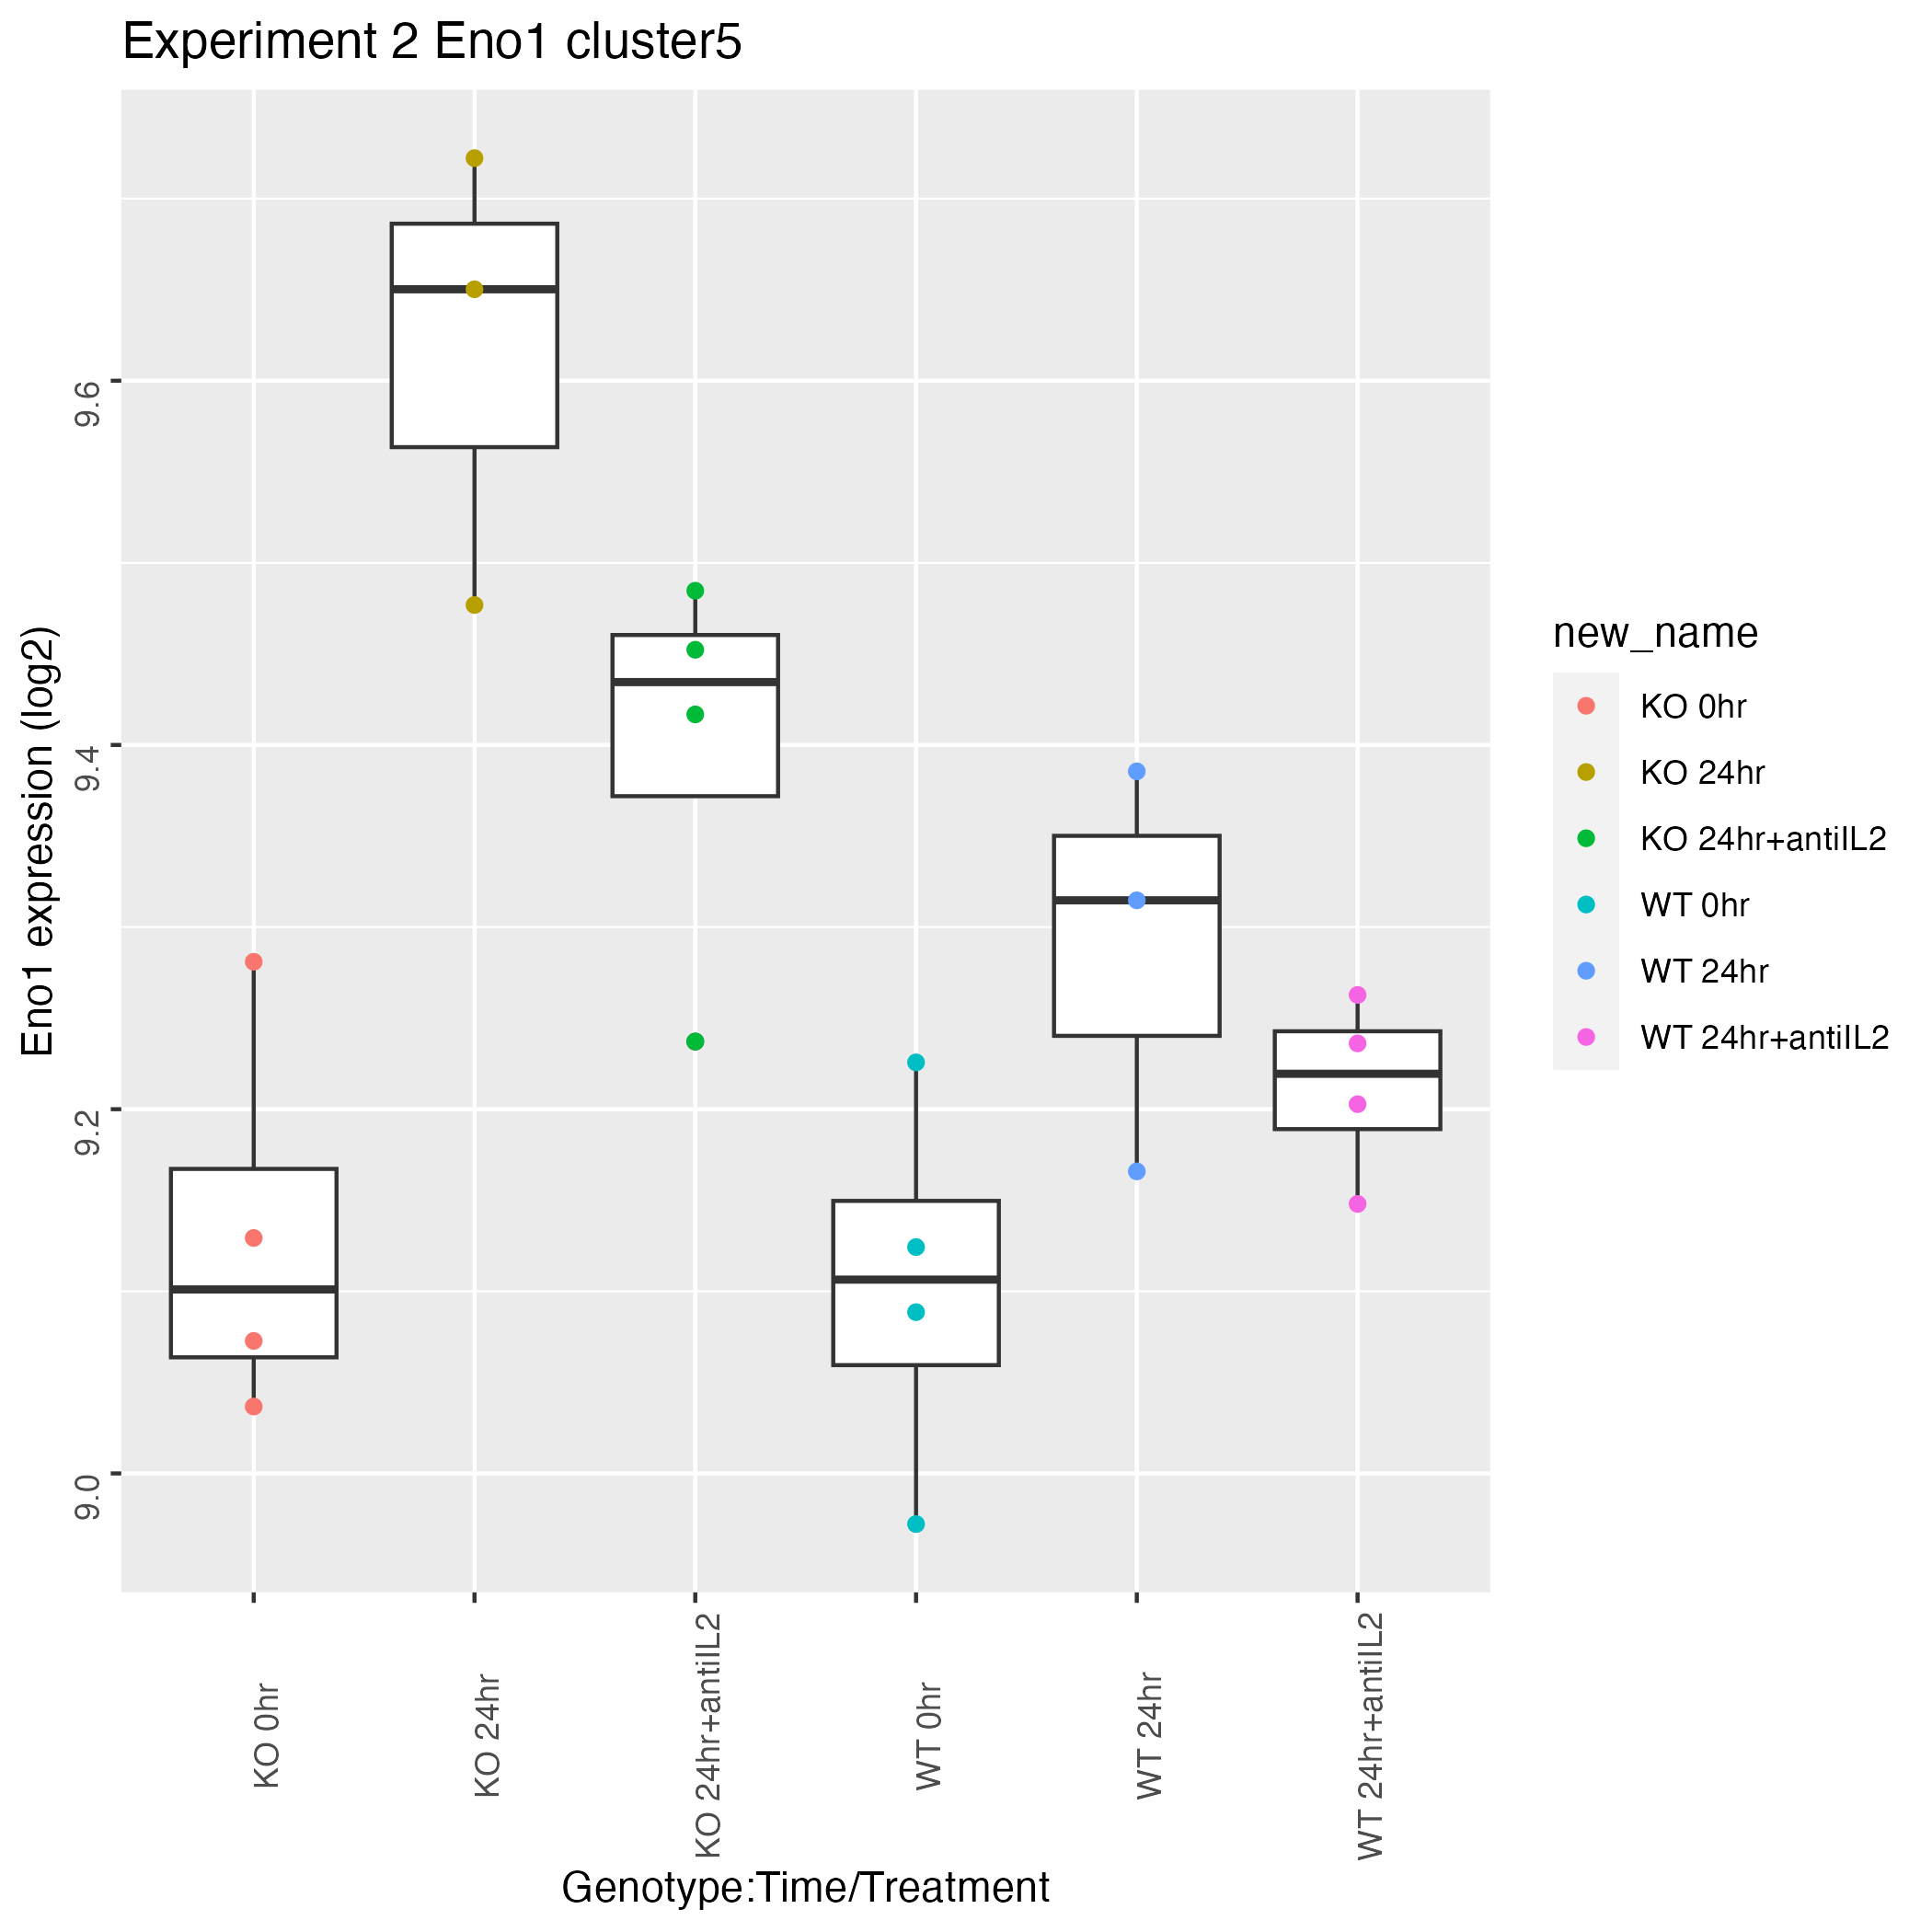 Experiment 2 Eno1 cluster5
Eno1 expression (log2)
9.6
9.4
9.2
9.0
KO 0hr
KO 24hr
KO 24hr+antiIL2
WT 0hr
WT 24hr
WT 24hr+antiIL2
Genotype:Time/Treatment
new_name
KO 0hr
KO 24hr
KO 24hr+antiIL2
WT 0hr
WT 24hr
WT 24hr+antiIL2